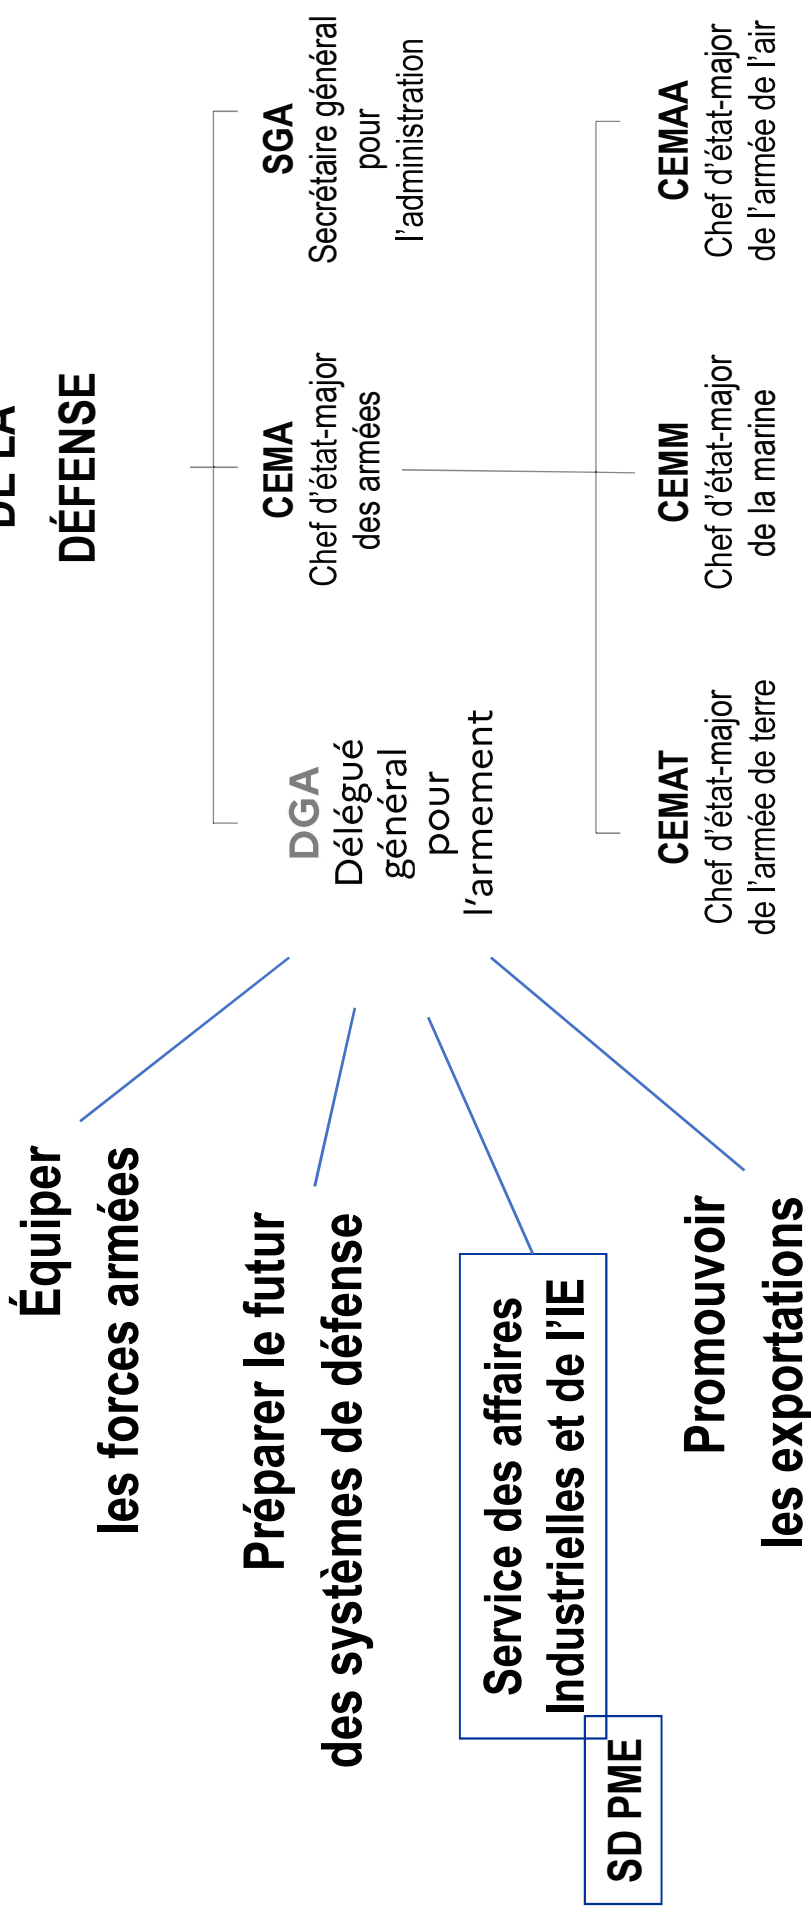 DE LA
DÉFENSE
DGA
Délégué
général
pour
l'armement
CEMA
Chef d'état-major
des armées
SGA
Secrétaire général
pour
l'administration
CEMAT
Chef d'état-major
de l'armée de terre
CEMM
Chef d'état-major
de la marine
CEMAA
Chef d'état-major
de l'armée de l'air
Équiper
les forces armées
Préparer le futur
des systèmes de défense
Service des affaires
Industrielles et de l'IE
SD PME
Promouvoir
les exportations